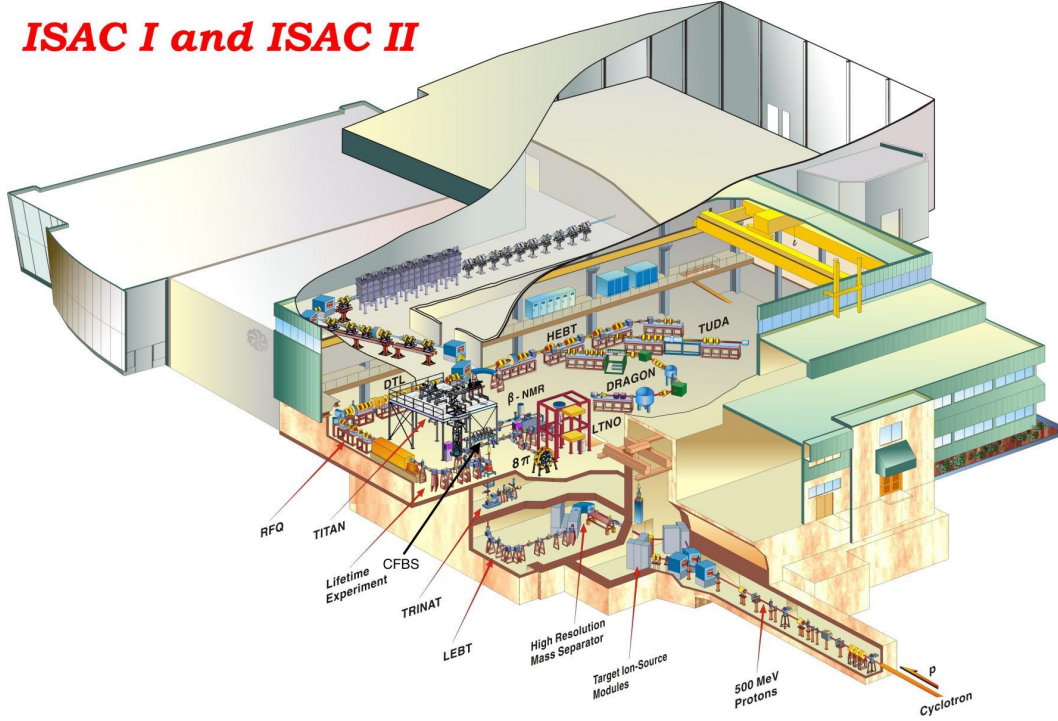 ISAC I and ISAC II
i
TUDA
HEBT
DRAGON
DTL
β - NMR
LTNO
8 π
RFQ
TITAN
Lifetime
Experiment
CFBS
TRINAT
LEBT
High Resolution
Mass Separator
Target Ion-Source
Modules
500 MeV
Protons
p
Cyclotron